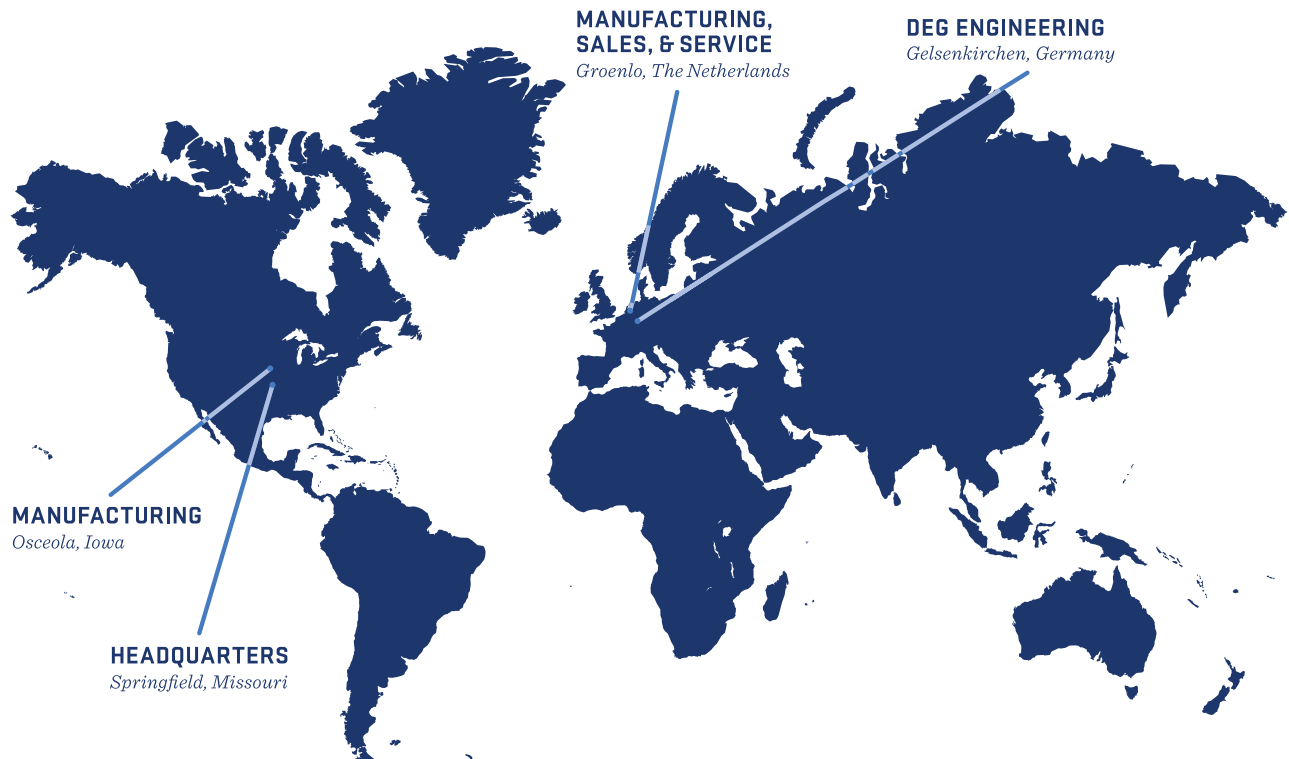 MANUFACTURING,
SALES, & SERVICE
Groenlo, The Netherlands
DEG ENGINEERING
Gelsenkirchen, Germany
MANUFACTURING
Osceola, Iowa
HEADQUARTERS
Springfield, Missouri